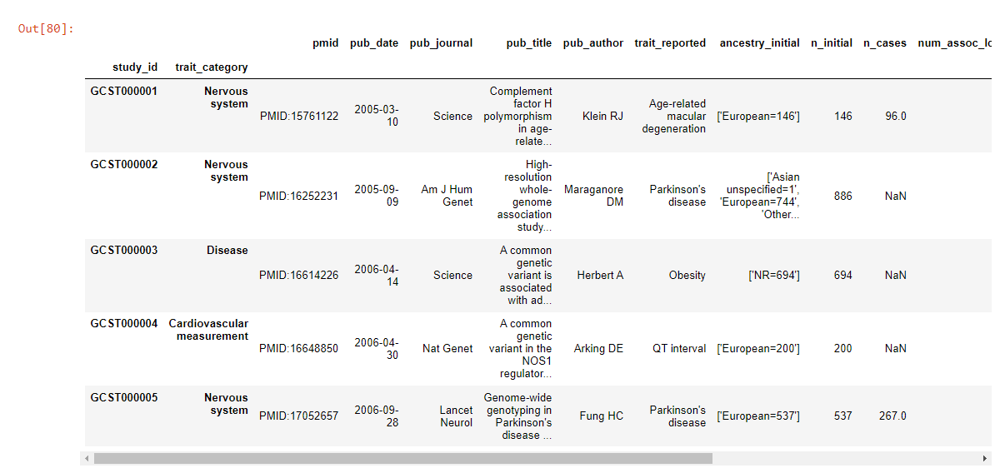 Out[80]:
pmid pub_date pub_journal pub_title pub_author trait_reported ancestry_initial n_initial n_cases num_assoc_lo
study_id trait_category
GCST000001 Nervous system PMID:15761122 2005-03-10 Science Complement factor H polymorphism in age-relate... Klein RJ Age-related macular degeneration ['European=146'] 146 96.0
GCST000002 Nervous system PMID:16252231 2005-09-09 Am J Hum Genet High-resolution whole-genome association study... Maraganore DM Parkinson's disease ['Asian unspecified=1', 'European=744', 'Other... 886 NaN
GCST000003 Disease PMID:16614226 2006-04-14 Science A common genetic variant is associated with ad... Herbert A Obesity ['NR=694'] 694 NaN
GCST000004 Cardiovascular measurement PMID:16648850 2006-04-30 Nat Genet A common genetic variant in the NOS1 regulator... Arking DE QT interval ['European=200'] 200 NaN
GCST000005 Nervous system PMID:17052657 2006-09-28 Lancet Neurol Genome-wide genotyping in Parkinson's disease ... Fung HC Parkinson's disease ['European=537'] 537 267.0